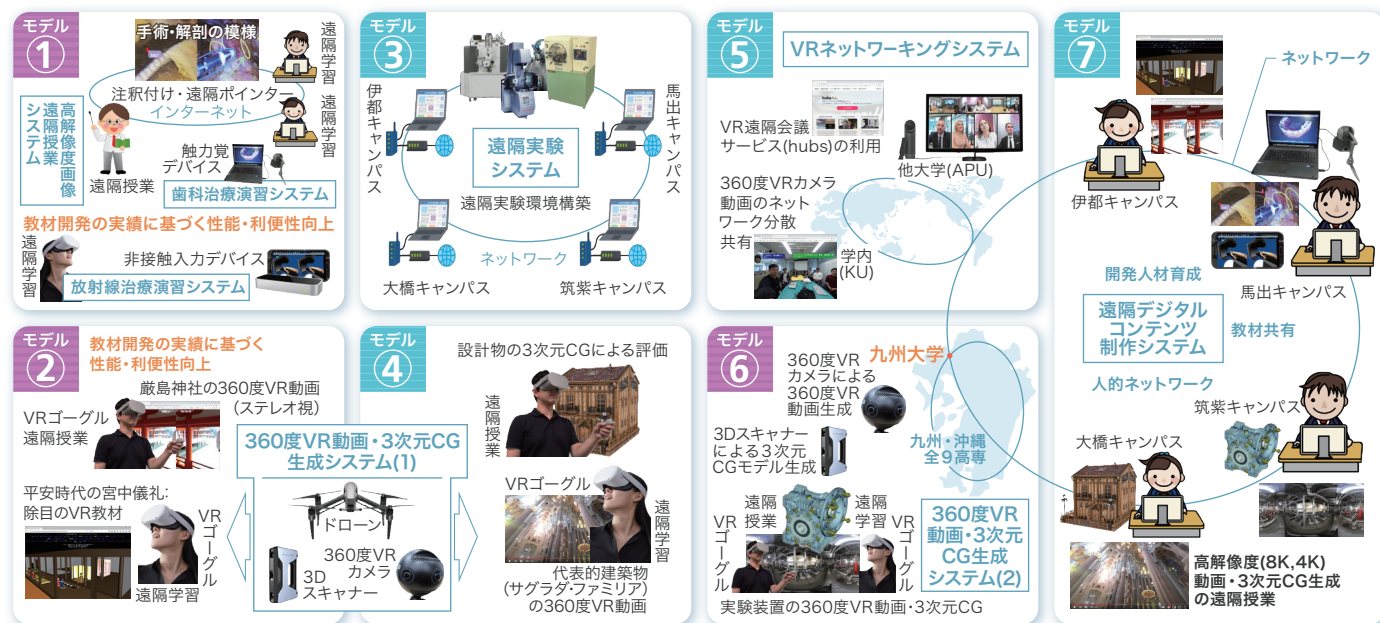 モデル
①
手術・解剖の模様
遠隔学習
注釈付け・遠隔ポインター
インターネット
遠隔学習
高解像度画像
遠隔授業
システム
遠隔授業
触力覚
デバイス
歯科治療演習システム
教材開発の実績に基づく性能・利便性向上
遠隔学習
非接触入力デバイス
放射線治療演習システム
モデル
②
教材開発の実績に基づく
性能・利便性向上
厳島神社の360度VR動画
(ステレオ視)
VRゴーグル
遠隔授業
平安時代の宮中儀礼:
除目のVR教材
VRゴーグル
遠隔学習
360度VR動画・3次元CG
生成システム(1)
ドローン
360度VR
カメラ
3D
スキャナー
モデル
③
伊都キャンパス
馬出キャンパス
遠隔実験
システム
遠隔実験環境構築
ネットワーク
大橋キャンパス
筑紫キャンパス
モデル
④
設計物の3次元CGによる評価
遠隔授業
VRゴーグル
遠隔学習
代表的建築物
(サグラダ・ファミリア)
の360度VR動画
モデル
⑤
VRネットワーキングシステム
hubs
VR遠隔会議
サービス(hubs)の利用
他大学(APU)
360度VRカメラ
動画のネット
ワーク分散
共有
学内
(KU)
モデル
⑥
九州大学
360度VR
カメラによる
360度VR
動画生成
3Dスキャナー
による3次元
CGモデル生成
九州・沖縄
全9高専
遠隔
授業
遠隔
学習
VRゴーグル
VRゴーグル
360度VR
動画・3次元
CG生成
システム(2)
実験装置の360度VR動画・3次元CG
モデル
⑦
ネットワーク
伊都キャンパス
開発人材育成
馬出キャンパス
遠隔デジタル
コンテンツ
制作システム
教材共有
人的ネットワーク
筑紫キャンパス
大橋キャンパス
高解像度(8K,4K)
動画・3次元CG生成
の遠隔授業